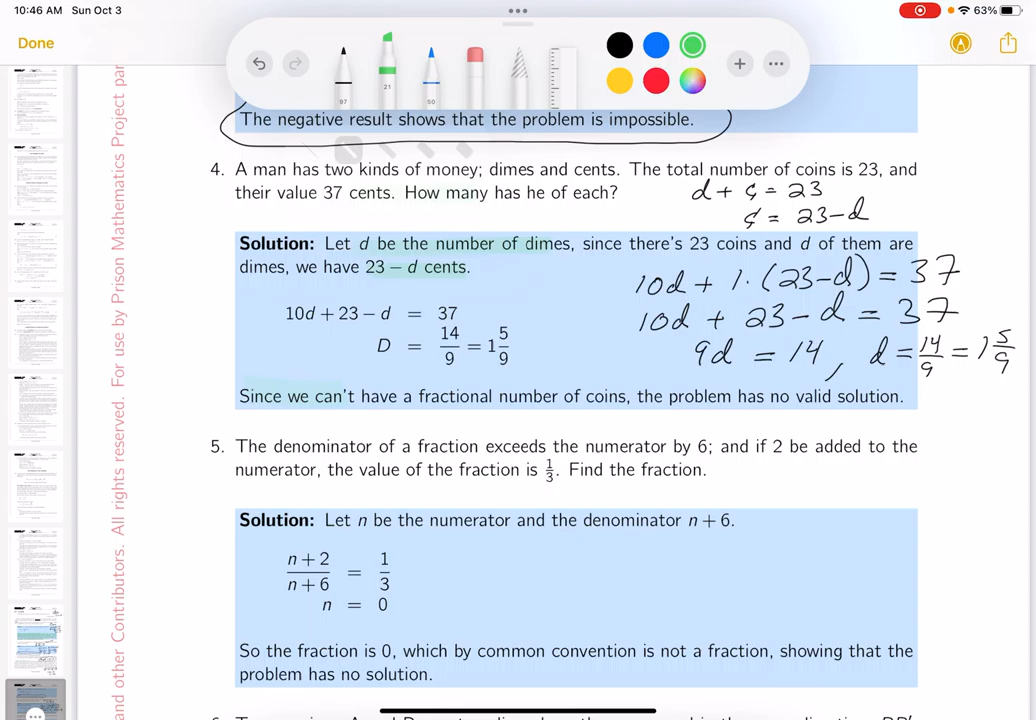 10:46 AM Sun Oct 3
63%
Done
97
21
50
The negative result shows that the problem is impossible.
4. A man has two kinds of money; dimes and cents. The total number of coins is 23, and
their value 37 cents. How many has he of each?
d + ¢ = 23
¢ = 23-d
Solution: Let d be the number of dimes, since there's 23 coins and d of them are
dimes, we have 23 − d cents.
10d + 1·(23-d) = 37
10d + 23 − d = 37
10d + 23 − d = 37
D = 14/9 = 1 5/9
9d = 14, d = 14/9 = 1 5/9
Since we can't have a fractional number of coins, the problem has no valid solution.
5. The denominator of a fraction exceeds the numerator by 6; and if 2 be added to the
numerator, the value of the fraction is 1/3. Find the fraction.
Solution: Let n be the numerator and the denominator n + 6.
n + 2 / n + 6 = 1/3
n = 0
So the fraction is 0, which by common convention is not a fraction, showing that the
problem has no solution.
and other Contributors. All rights reserved. For use by Prison Mathematics Project par